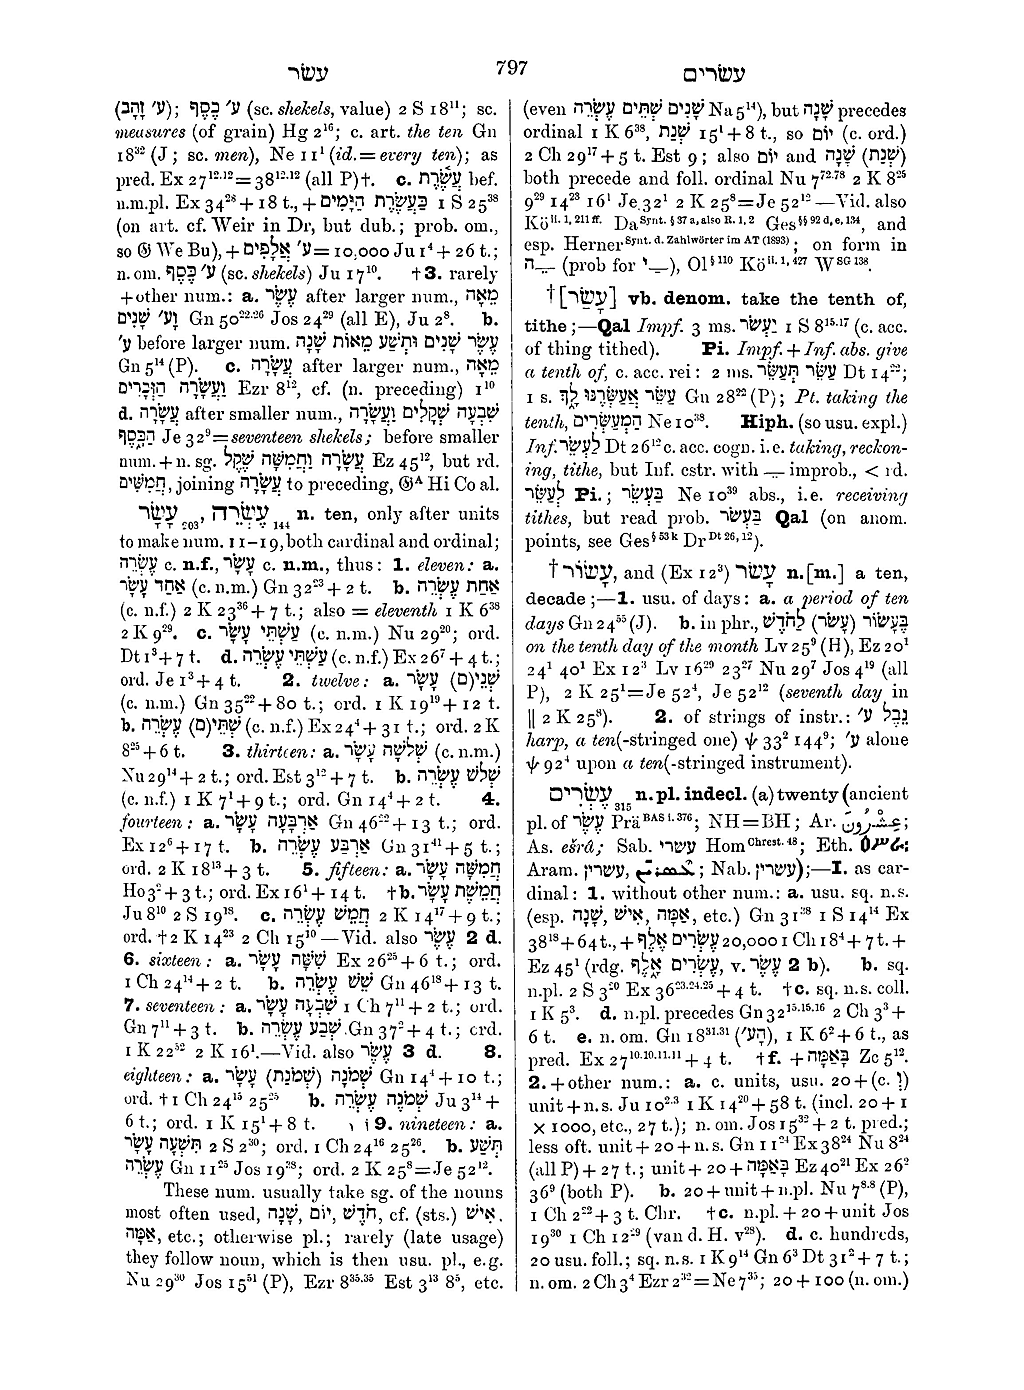 עשׂר
797
עשׂרים
(ע׳ זָהָב); ע׳ כֶּסֶף (sc. shekels, value) 2 S 18¹¹; sc.
measures (of grain) Hg 2¹⁶; c. art. the ten Gn
18³² (J; sc. men), Ne 11¹ (id. = every ten); as
pred. Ex 27¹²·¹² = 38¹²·¹² (all P)†. c. עֲשֶׂרֶת bef.
n.m.pl. Ex 34²⁸ + 18 t., + בַּעֲשֶׂרֶת הַיָּמִים 1 S 25³⁸
(on art. cf. Weir in Dr, but dub.; prob. om.,
so 𝔊 We Bu), + ע׳ אֲלָפִים = 10,000 Ju 1⁴ + 26 t.;
n. om. ע׳ כֶּסֶף (sc. shekels) Ju 17¹⁰. †3. rarely
+ other num.: a. עֶשֶׂר after larger num., מֵאָה
וָע׳ שָׁנִים Gn 50²²·²⁶ Jos 24²⁹ (all E), Ju 2⁸. b.
ע׳ before larger num. עֶשֶׂר שָׁנִים וּתְשַׁע מֵאוֹת שָׁנָה
Gn 5¹⁴ (P). c. עֲשָׂרָה after larger num., מֵאָה
וַעֲשָׂרָה הַזְּכָרִים Ezr 8¹², cf. (n. preceding) 1¹⁰
d. עֲשָׂרָה after smaller num., שִׁבְעָה שְׁקָלִים וַעֲשָׂרָה
הַכָּסֶף Je 32⁹ = seventeen shekels; before smaller
num. + n. sg. עֲשָׂרָה וַחֲמִשָּׁה שֶׁקֶל Ez 45¹², but rd.
חֲמִשִּׁים, joining עֲשָׂרָה to preceding, 𝔊ᴬ Hi Co al.
עָשָׂר 203, עֶשְׂרֵה 144 n. ten, only after units
to make num. 11–19, both cardinal and ordinal;
עֶשְׂרֵה c. n.f., עָשָׂר c. n.m., thus: 1. eleven: a.
אַחַד עָשָׂר (c. n.m.) Gn 32²³ + 2 t. b. אַחַת עֶשְׂרֵה
(c. n.f.) 2 K 23³⁶ + 7 t.; also = eleventh 1 K 6³⁸
2 K 9²⁹. c. עַשְׁתֵּי עָשָׂר (c. n.m.) Nu 29²⁰; ord.
Dt 1³ + 7 t. d. עַשְׁתֵּי עֶשְׂרֵה (c. n.f.) Ex 26⁷ + 4 t.;
ord. Je 1³ + 4 t. 2. twelve: a. שְׁנֵי(ם) עָשָׂר
(c. n.m.) Gn 35²² + 80 t.; ord. 1 K 19¹⁹ + 12 t.
b. שְׁתֵּי(ם) עֶשְׂרֵה (c. n.f.) Ex 24⁴ + 31 t.; ord. 2 K
8²⁵ + 6 t. 3. thirteen: a. שְׁלֹשָׁה עָשָׂר (c. n.m.)
Nu 29¹⁴ + 2 t.; ord. Est 3¹² + 7 t. b. שְׁלֹשׁ עֶשְׂרֵה
(c. n.f.) 1 K 7¹ + 9 t.; ord. Gn 14⁴ + 2 t. 4.
fourteen: a. אַרְבָּעָה עָשָׂר Gn 46²² + 13 t.; ord.
Ex 12⁶ + 17 t. b. אַרְבַּע עֶשְׂרֵה Gn 31⁴¹ + 5 t.;
ord. 2 K 18¹³ + 3 t. 5. fifteen: a. חֲמִשָּׁה עָשָׂר
Ho 3² + 3 t.; ord. Ex 16¹ + 14 t. †b. חֲמֵשֶׁת עָשָׂר
Ju 8¹⁰ 2 S 19¹⁸. c. חֲמֵשׁ עֶשְׂרֵה 2 K 14¹⁷ + 9 t.;
ord. †2 K 14²³ 2 Ch 15¹⁰ —Vid. also עֶשֶׂר 2 d.
6. sixteen: a. שִׁשָּׁה עָשָׂר Ex 26²⁵ + 6 t.; ord.
1 Ch 24¹⁴ + 2 t. b. שֵׁשׁ עֶשְׂרֵה Gn 46¹⁸ + 13 t.
7. seventeen: a. שִׁבְעָה עָשָׂר 1 Ch 7¹¹ + 2 t.; ord.
Gn 7¹¹ + 3 t. b. שְׁבַע עֶשְׂרֵה Gn 37² + 4 t.; ord.
1 K 22⁵² 2 K 16¹.—Vid. also עֶשֶׂר 3 d. 8.
eighteen: a. שְׁמֹנָה (שְׁמֹנַת) עָשָׂר Gn 14⁴ + 10 t.;
ord. †1 Ch 24¹⁵ 25²⁵ b. שְׁמֹנֶה עֶשְׂרֵה Ju 3¹⁴ +
6 t.; ord. 1 K 15¹ + 8 t. 9. nineteen: a.
תִּשְׁעָה עָשָׂר 2 S 2³⁰; ord. 1 Ch 24¹⁶ 25²⁶. b. תְּשַׁע
עֶשְׂרֵה Gn 11²⁵ Jos 19³⁸; ord. 2 K 25⁸ = Je 52¹².
These num. usually take sg. of the nouns
most often used, שָׁנָה, יוֹם, חֹדֶשׁ, cf. (sts.) אִישׁ,
אַמָּה, etc.; otherwise pl.; rarely (late usage)
they follow noun, which is then usu. pl., e.g.
Nu 29³⁰ Jos 15⁵¹ (P), Ezr 8³⁵·³⁵ Est 3¹³ 8⁵, etc.
(even שָׁנִים שְׁתַּיִם עֶשְׂרֵה Na 5¹⁴), but שָׁנָה precedes
ordinal 1 K 6³⁸, שְׁנַת 15¹ + 8 t., so יוֹם (c. ord.)
2 Ch 29¹⁷ + 5 t. Est 9; also יוֹם and שָׁנָה (שְׁנַת)
both precede and foll. ordinal Nu 7⁷²·⁷⁸ 2 K 8²⁵
9²⁹ 14²³ 16¹ Je 32¹ 2 K 25⁸ = Je 52¹² —Vid. also
Köⁱⁱ· ¹, ²¹¹ ᶠᶠ· Da Synt. § 37 a, also R. 1, 2 Ges §§ 92 d, e, 134, and
esp. Herner Synt. d. Zahlwörter im AT (1893); on form in
ה‎—ֵ (prob for י—ַ), Ol § 110 Kö ii. 1, 427 W SG 138.
†[עָשַׂר] vb. denom. take the tenth of,
tithe;—Qal Impf. 3 ms. יַעְשֹׂר 1 S 8¹⁵·¹⁷ (c. acc.
of thing tithed). Pi. Impf. + Inf. abs. give
a tenth of, c. acc. rei: 2 ms. עַשֵּׂר תְּעַשֵּׂר Dt 14²²;
1 s. עַשֵּׂר אֲעַשְּׂרֶנּוּ לָךְ Gn 28²² (P); Pt. taking the
tenth, הַמְעַשְּׂרִים Ne 10³⁸. Hiph. (so usu. expl.)
Inf. לַעְשֵׂר Dt 26¹² c. acc. cogn. i.e. taking, reckon-
ing, tithe, but Inf. cstr. with —ְ improb., < rd.
לְעַשֵּׂר Pi.; בַּעְשֵׂר Ne 10³⁹ abs., i.e. receiving
tithes, but read prob. בַּעְשֹׂר Qal (on anom.
points, see Ges § 53 k Dr Dt 26, 12).
†עָשׂוֹר, and (Ex 12³) עָשֹׂר n.[m.] a ten,
decade;—1. usu. of days: a. a period of ten
days Gn 24⁵⁵ (J). b. in phr., בֶּעָשׂוֹר (עָשֹׂר) לַחֹדֶשׁ
on the tenth day of the month Lv 25⁹ (H), Ez 20¹
24¹ 40¹ Ex 12³ Lv 16²⁹ 23²⁷ Nu 29⁷ Jos 4¹⁹ (all
P), 2 K 25¹ = Je 52⁴, Je 52¹² (seventh day in
|| 2 K 25⁸). 2. of strings of instr.: נֵבֶל ע׳
harp, a ten(-stringed one) ψ 33² 144⁹; ע׳ alone
ψ 92⁴ upon a ten(-stringed instrument).
עֶשְׂרִים 315 n.pl. indecl. (a) twenty (ancient
pl. of עֶשֶׂר Prä BAS i. 376; NH = BH; Ar. عِشْرُونَ;
As. ešrâ; Sab. עשרי Hom Chrest. 48; Eth. ዕሥራ;
Aram. עֶשְׂרִין, ܥܣܪܝܢ; Nab. עשרין);—I. as car-
dinal: 1. without other num.: a. usu. sq. n.s.
(esp. שָׁנָה, אִישׁ, אַמָּה, etc.) Gn 31³⁸ 1 S 14¹⁴ Ex
38¹⁸ + 64 t., + עֶשְׂרִים אֶלֶף 20,000 1 Ch 18⁴ + 7 t. +
Ez 45¹ (rdg. עֶשְׂרִים אֶלֶף, v. עֶשֶׂר 2 b). b. sq.
n.pl. 2 S 3²⁰ Ex 36²³·²⁴·²⁵ + 4 t. †c. sq. n.s. coll.
1 K 5³. d. n.pl. precedes Gn 32¹⁵·¹⁵·¹⁶ 2 Ch 3³ +
6 t. e. n. om. Gn 18³¹·³¹ (הָע׳), 1 K 6² + 6 t., as
pred. Ex 27¹⁰·¹⁰·¹¹·¹¹ + 4 t. †f. + בָּאַמָּה Zc 5¹².
2. + other num.: a. c. units, usu. 20 + (c. וְ)
unit + n.s. Ju 10²·³ 1 K 14²⁰ + 58 t. (incl. 20 + 1
× 1000, etc., 27 t.); n. om. Jos 15³² + 2 t. pred.;
less oft. unit + 20 + n.s. Gn 11²⁴ Ex 38²⁴ Nu 8²⁴
(all P) + 27 t.; unit + 20 + בָּאַמָּה Ez 40²¹ Ex 26²
36⁹ (both P). b. 20 + unit + n.pl. Nu 7⁸·⁸ (P),
1 Ch 2²² + 3 t. Chr. †c. n.pl. + 20 + unit Jos
19³⁰ 1 Ch 12²⁹ (van d. H. v²⁸). d. c. hundreds,
20 usu. foll.; sq. n.s. 1 K 9¹⁴ Gn 6³ Dt 31² + 7 t.;
n. om. 2 Ch 3⁴ Ezr 2³² = Ne 7³⁵; 20 + 100 (n. om.)